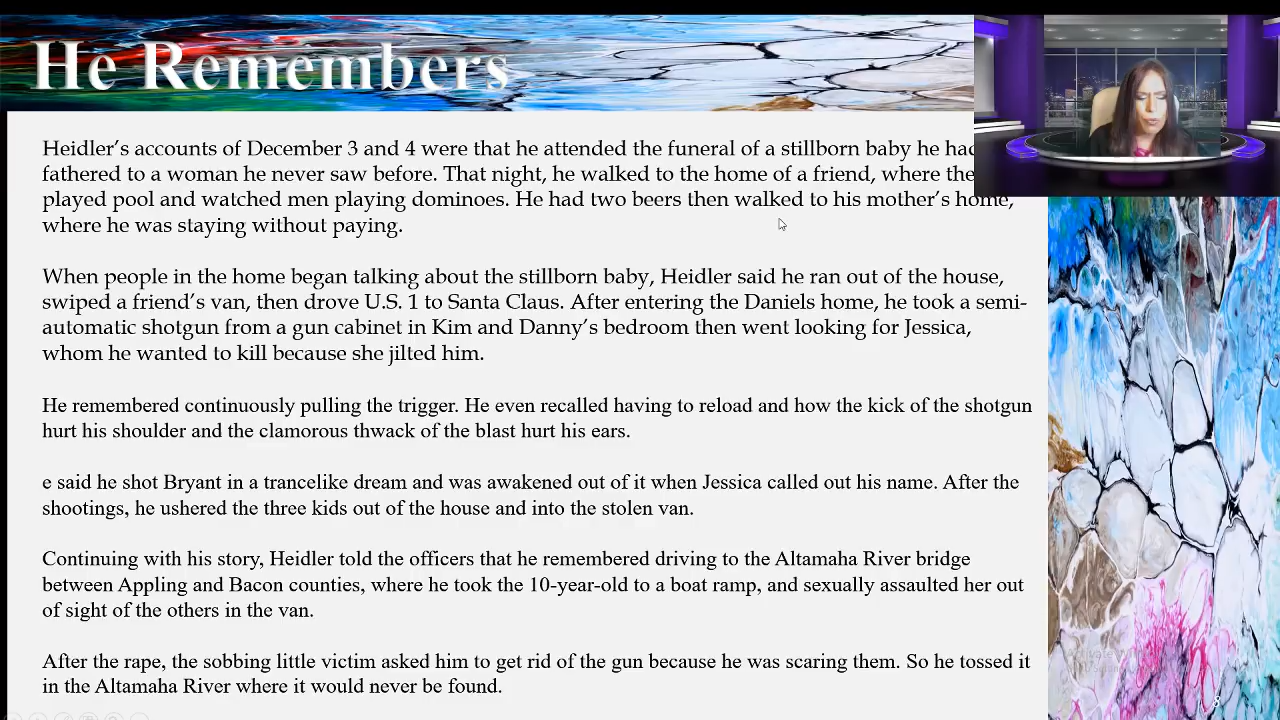 He Remembers
Heidler's accounts of December 3 and 4 were that he attended the funeral of a stillborn baby he had
fathered to a woman he never saw before. That night, he walked to the home of a friend, where the
played pool and watched men playing dominoes. He had two beers then walked to his mother's home,
where he was staying without paying.
When people in the home began talking about the stillborn baby, Heidler said he ran out of the house,
swiped a friend's van, then drove U.S. 1 to Santa Claus. After entering the Daniels home, he took a semi-
automatic shotgun from a gun cabinet in Kim and Danny's bedroom then went looking for Jessica,
whom he wanted to kill because she jilted him.
He remembered continuously pulling the trigger. He even recalled having to reload and how the kick of the shotgun
hurt his shoulder and the clamorous thwack of the blast hurt his ears.
e said he shot Bryant in a trancelike dream and was awakened out of it when Jessica called out his name. After the
shootings, he ushered the three kids out of the house and into the stolen van.
Continuing with his story, Heidler told the officers that he remembered driving to the Altamaha River bridge
between Appling and Bacon counties, where he took the 10-year-old to a boat ramp, and sexually assaulted her out
of sight of the others in the van.
After the rape, the sobbing little victim asked him to get rid of the gun because he was scaring them. So he tossed it
in the Altamaha River where it would never be found.